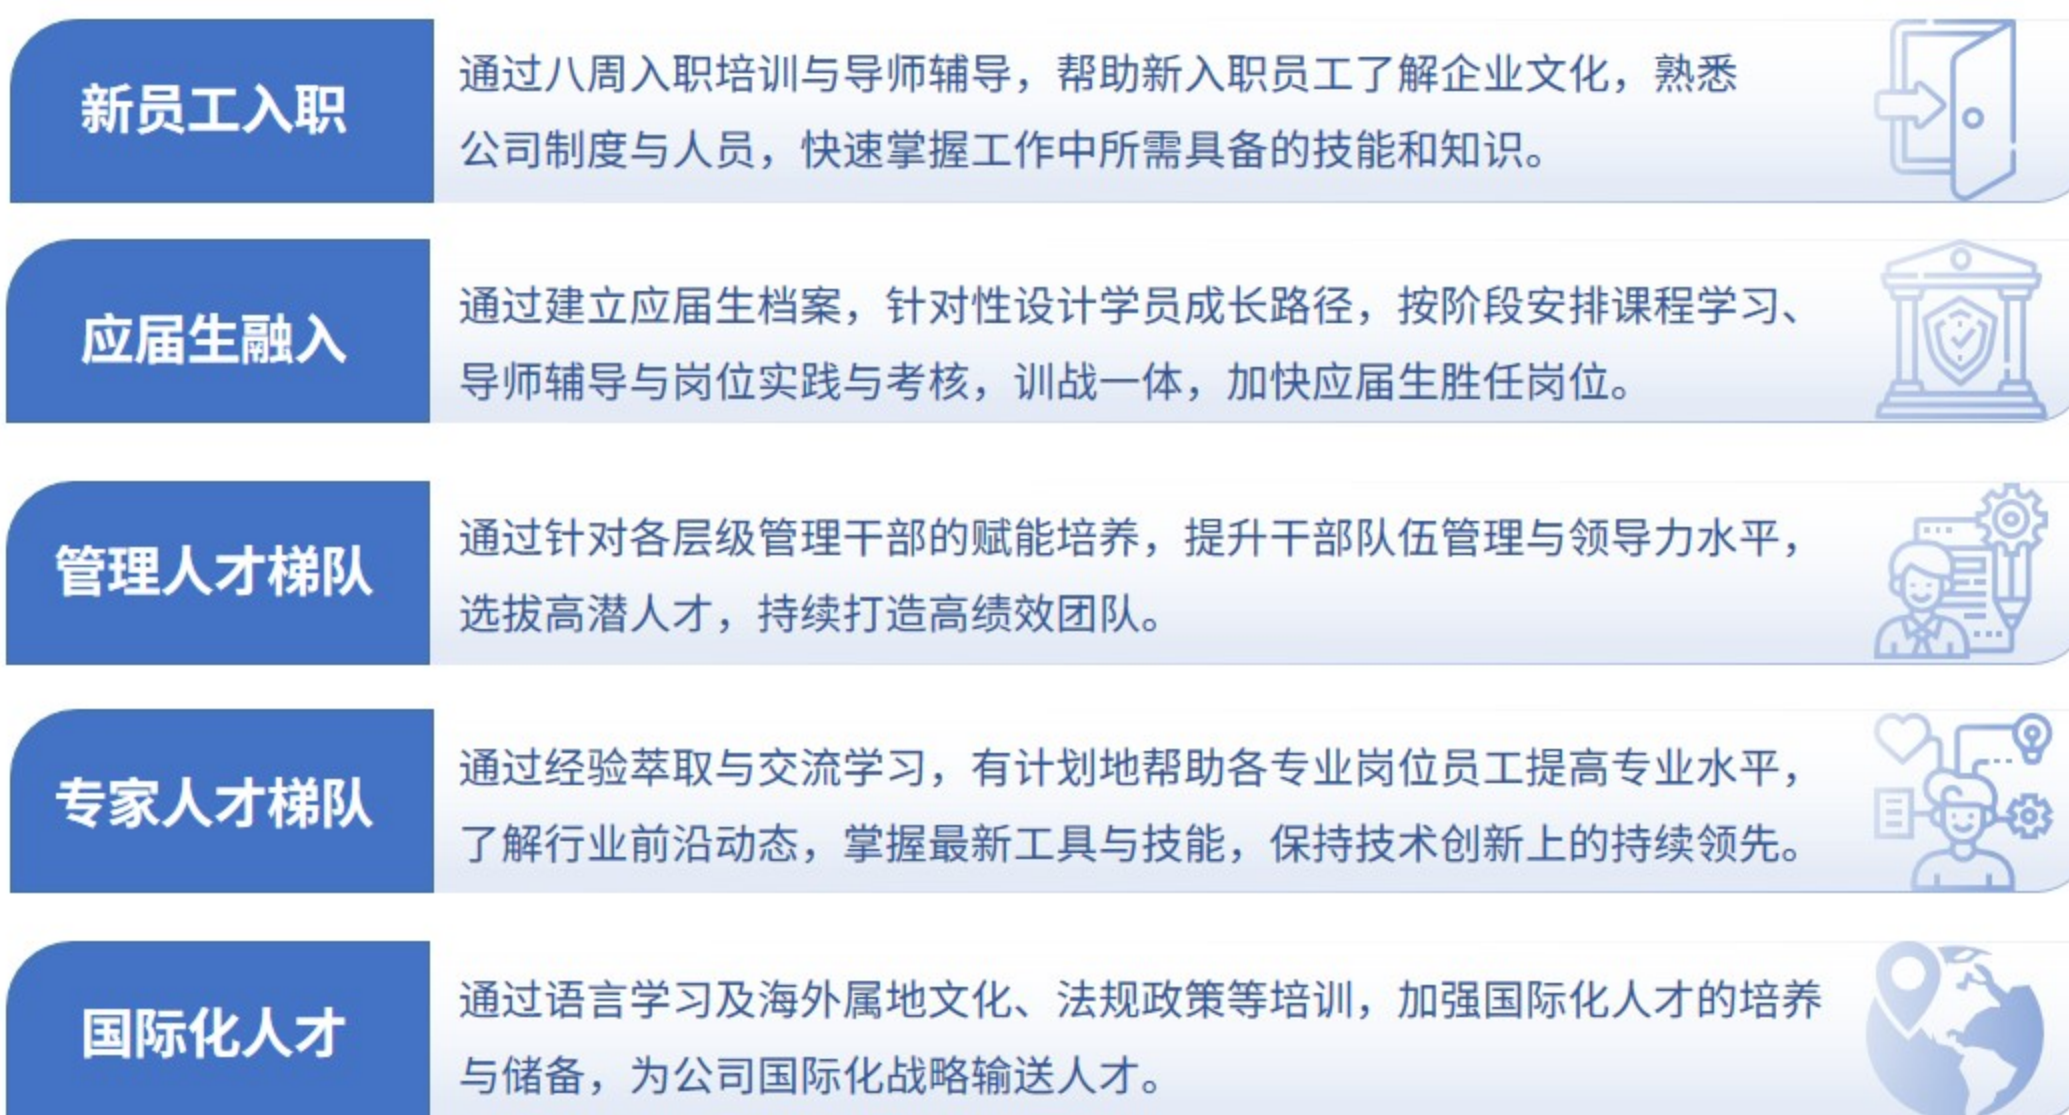 新员工入职
通过八周入职培训与导师辅导，帮助新入职员工了解企业文化，熟悉
公司制度与人员，快速掌握工作中所需具备的技能和知识。
应届生融入
通过建立应届生档案，针对性设计学员成长路径，按阶段安排课程学习、
导师辅导与岗位实践与考核，训战一体，加快应届生胜任岗位。
管理人才梯队
通过针对各层级管理干部的赋能培养，提升干部队伍管理与领导力水平，
选拔高潜人才，持续打造高绩效团队。
专家人才梯队
通过经验萃取与交流学习，有计划地帮助各专业岗位员工提高专业水平，
了解行业前沿动态，掌握最新工具与技能，保持技术创新上的持续领先。
国际化人才
通过语言学习及海外属地文化、法规政策等培训，加强国际化人才的培养
与储备，为公司国际化战略输送人才。